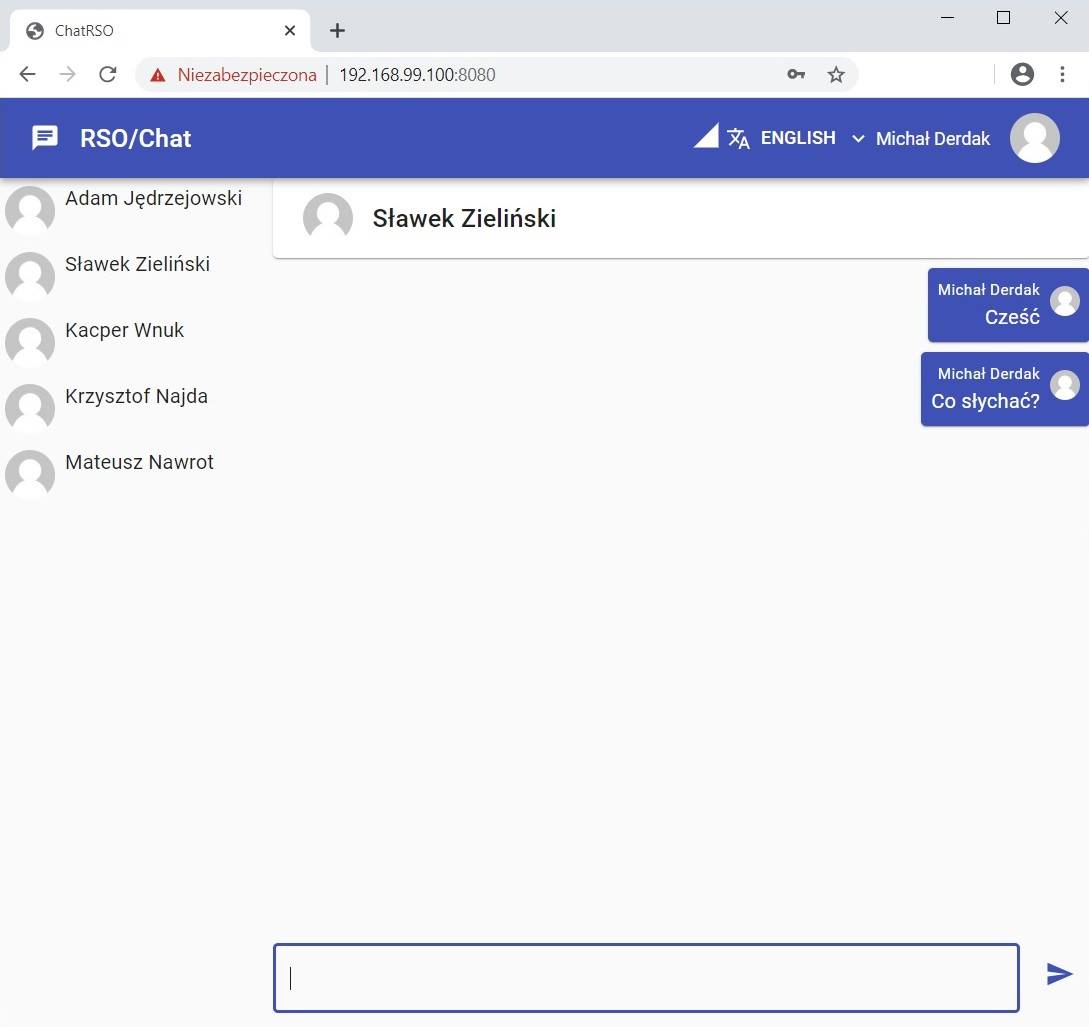 ChatRSO
Niezabezpieczona | 192.168.99.100:8080
RSO/Chat
ENGLISH
Michał Derdak
Adam Jędrzejowski
Sławek Zieliński
Kacper Wnuk
Krzysztof Najda
Mateusz Nawrot
Sławek Zieliński
Michał Derdak
Cześć
Michał Derdak
Co słychać?